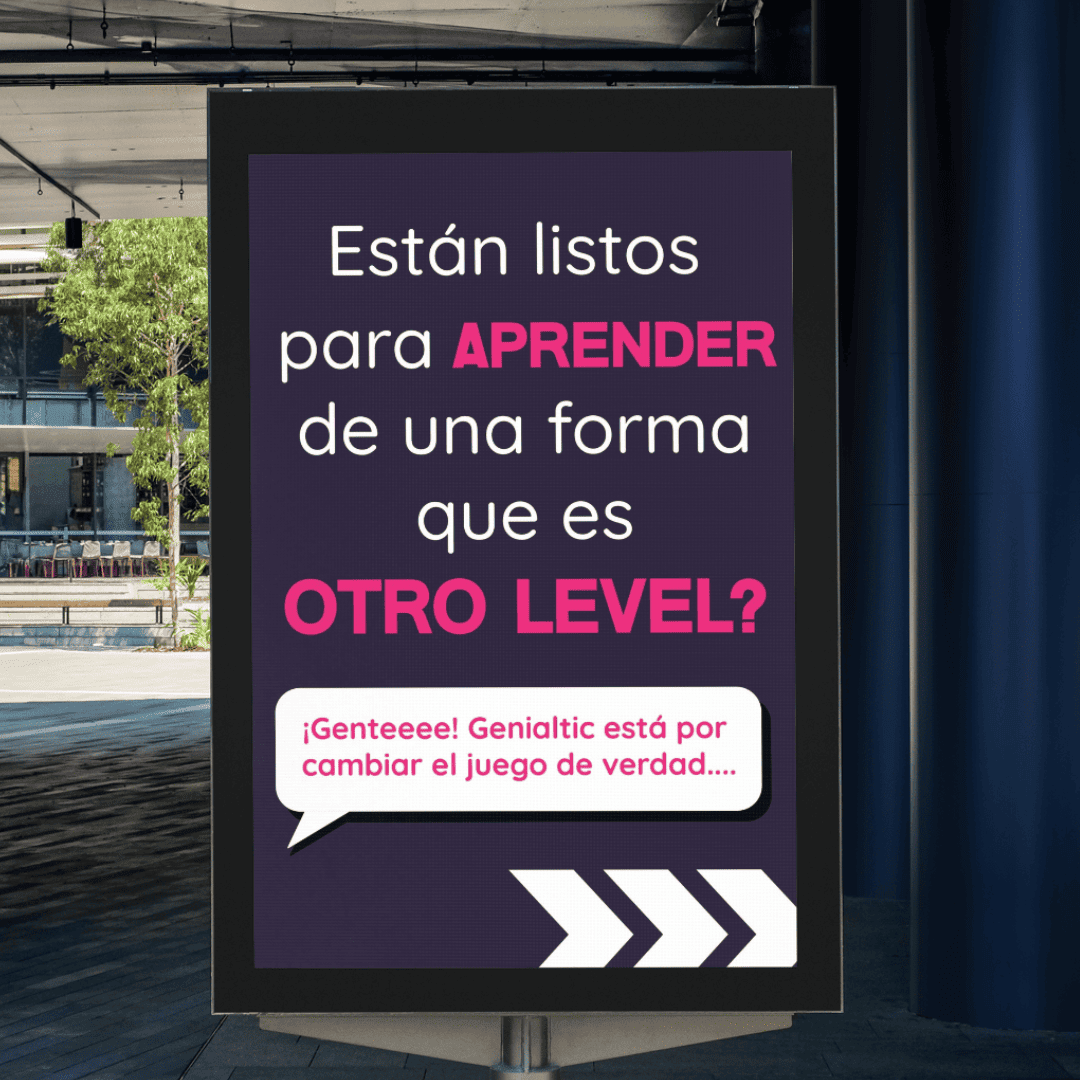 Están listos
para APRENDER
de una forma
que es
OTRO LEVEL?
¡Genteeee! Genialtic está por
cambiar el juego de verdad....